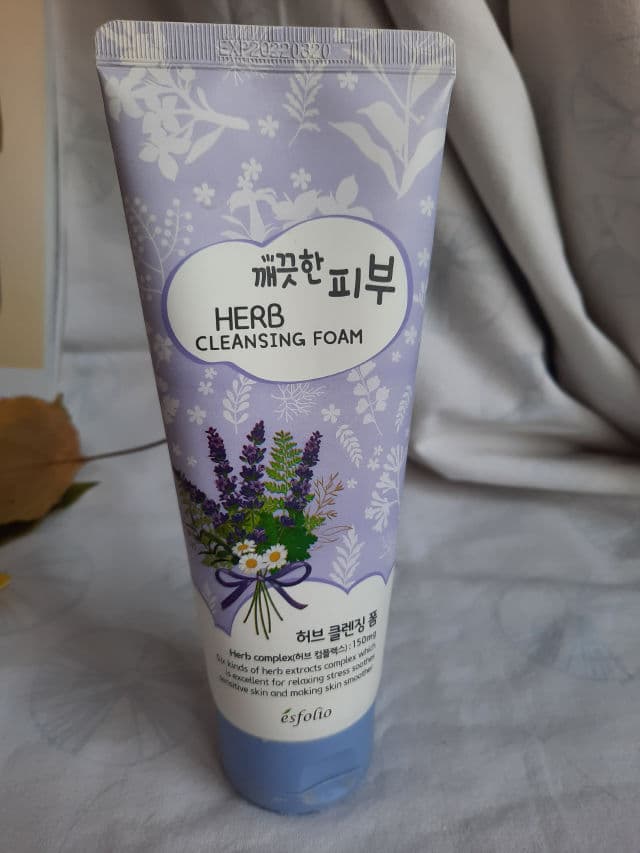 EXP20220320
깨끗한 피부
HERB
CLEANSING FOAM
허브 클렌징 폼
Herb complex(허브 컴플렉스) : 150mg
Six kinds of herb extracts complex which
is excellent for relaxing stress soothes
sensitive skin and making skin smoother
esfolio